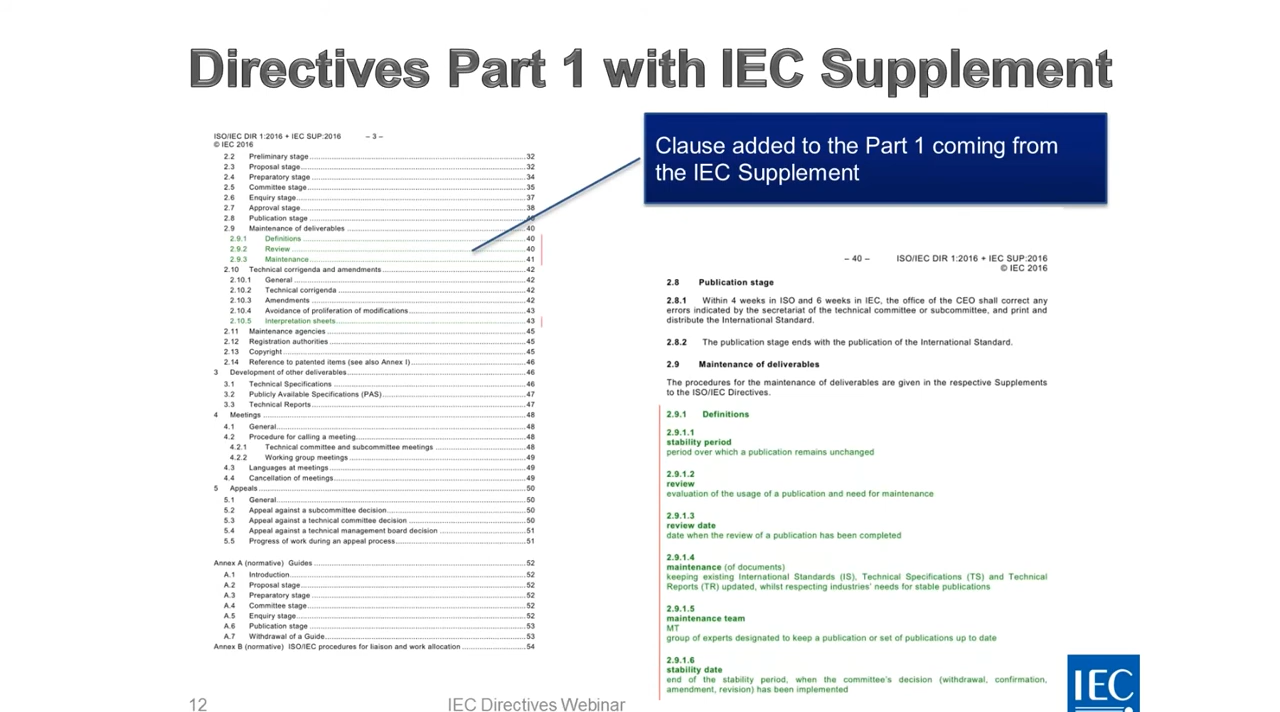 Directives Part 1 with IEC Supplement
Clause added to the Part 1 coming from
the IEC Supplement
ISO/IEC DIR 1:2016 + IEC SUP:2016 – 3 –
© IEC 2016
2.2 Preliminary stage 32
2.3 Proposal stage 32
2.4 Preparatory stage 34
2.5 Committee stage 35
2.6 Enquiry stage 37
2.7 Approval stage 38
2.8 Publication stage
2.9 Maintenance of deliverables 40
2.9.1 Definitions 40
2.9.2 Review 40
2.9.3 Maintenance 41
2.10 Technical corrigenda and amendments 42
2.10.1 General 42
2.10.2 Technical corrigenda 42
2.10.3 Amendments 42
2.10.4 Avoidance of proliferation of modifications 43
2.10.5 Interpretation sheets 43
2.11 Maintenance agencies 45
2.12 Registration authorities 45
2.13 Copyright 45
2.14 Reference to patented items (see also Annex I) 46
3 Development of other deliverables 46
3.1 Technical Specifications 46
3.2 Publicly Available Specifications (PAS) 47
3.3 Technical Reports 47
4 Meetings 48
4.1 General 48
4.2 Procedure for calling a meeting 48
4.2.1 Technical committee and subcommittee meetings 48
4.2.2 Working group meetings 49
4.3 Languages at meetings 49
4.4 Cancellation of meetings 49
5 Appeals 50
5.1 General 50
5.2 Appeal against a subcommittee decision 50
5.3 Appeal against a technical committee decision 50
5.4 Appeal against a technical management board decision 51
5.5 Progress of work during an appeal process 51
Annex A (normative) Guides 52
A.1 Introduction 52
A.2 Proposal stage 52
A.3 Preparatory stage 52
A.4 Committee stage 52
A.5 Enquiry stage 52
A.6 Publication stage 53
A.7 Withdrawal of a Guide 53
Annex B (normative) ISO/IEC procedures for liaison and work allocation 54
– 40 – ISO/IEC DIR 1:2016 + IEC SUP:2016
© IEC 2016
2.8 Publication stage
2.8.1 Within 4 weeks in ISO and 6 weeks in IEC, the office of the CEO shall correct any
errors indicated by the secretariat of the technical committee or subcommittee, and print and
distribute the International Standard.
2.8.2 The publication stage ends with the publication of the International Standard.
2.9 Maintenance of deliverables
The procedures for the maintenance of deliverables are given in the respective Supplements
to the ISO/IEC Directives.
2.9.1 Definitions
2.9.1.1
stability period
period over which a publication remains unchanged
2.9.1.2
review
evaluation of the usage of a publication and need for maintenance
2.9.1.3
review date
date when the review of a publication has been completed
2.9.1.4
maintenance (of documents)
keeping existing International Standards (IS), Technical Specifications (TS) and Technical
Reports (TR) updated, whilst respecting industries' needs for stable publications
2.9.1.5
maintenance team
MT
group of experts designated to keep a publication or set of publications up to date
2.9.1.6
stability date
end of the stability period, when the committee's decision (withdrawal, confirmation,
amendment, revision) has been implemented
12
IEC Directives Webinar
IEC